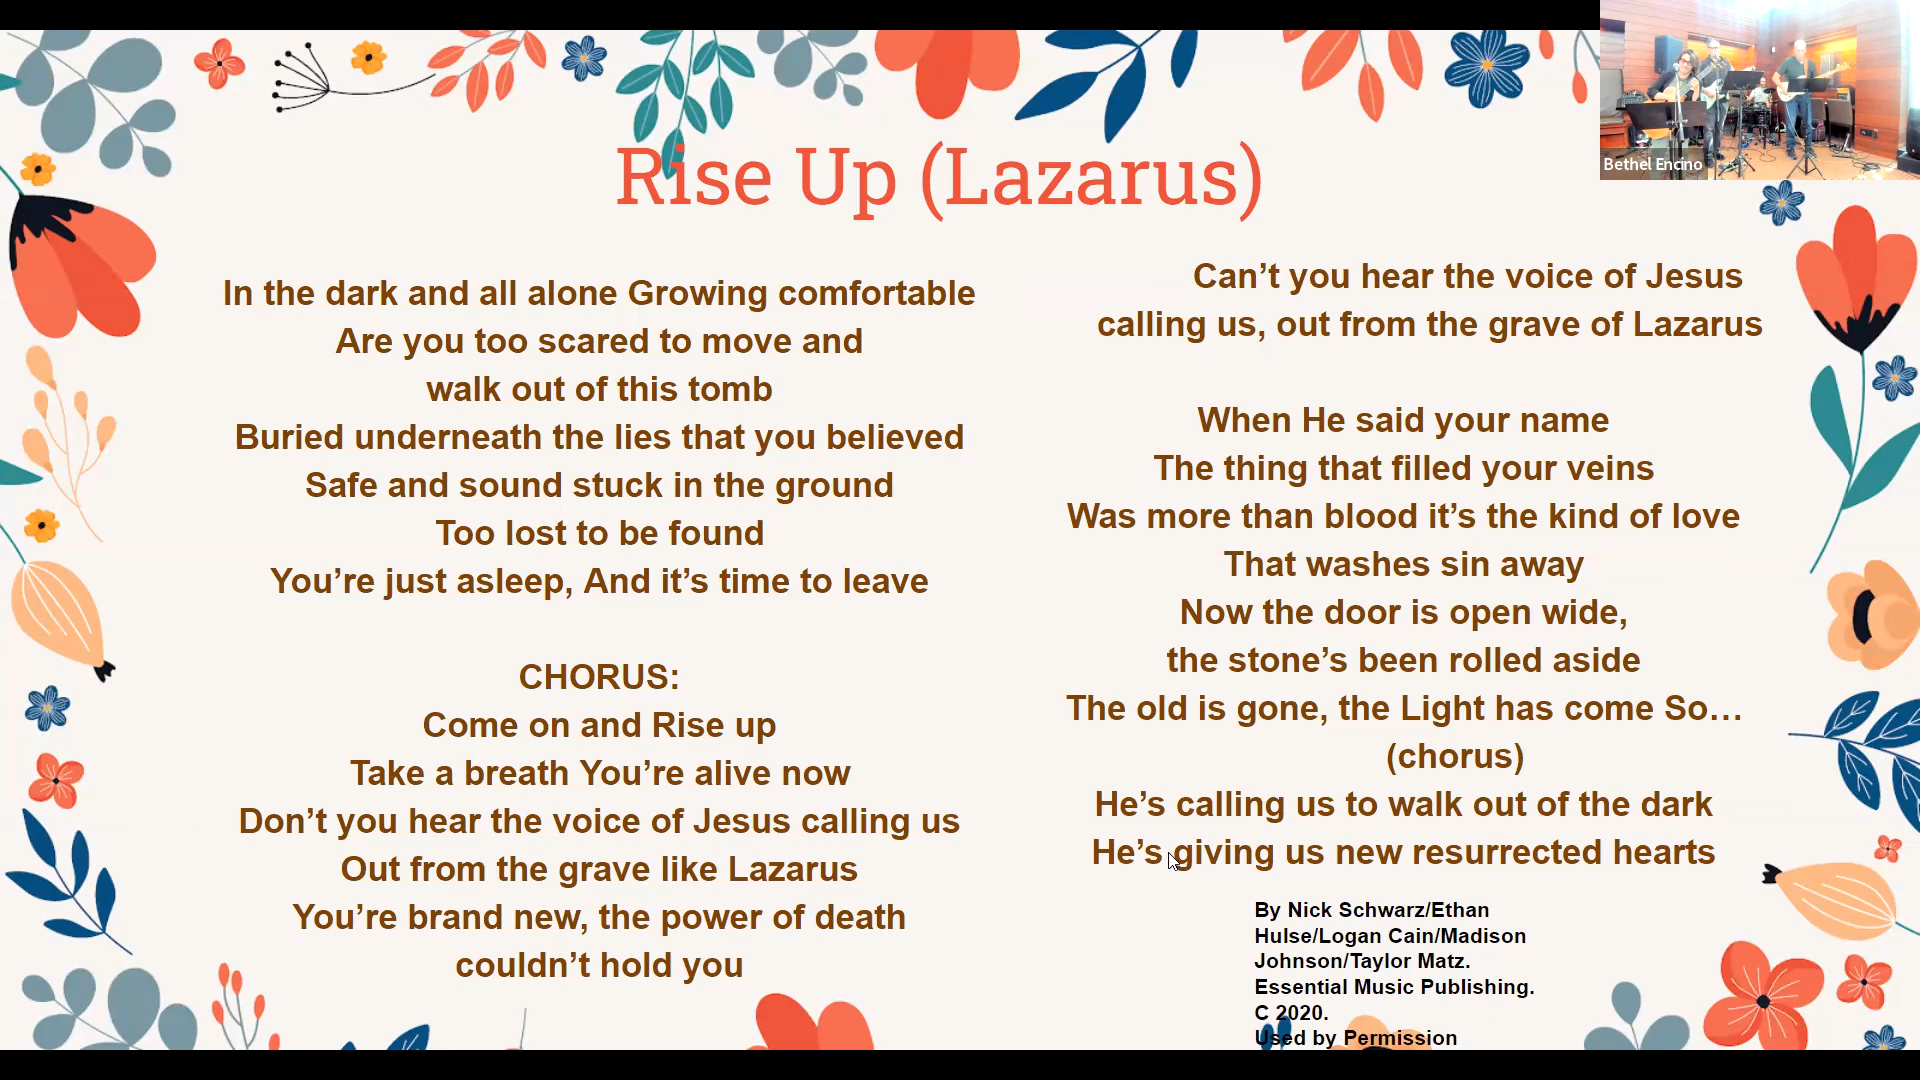 Bethel Encino
Rise Up (Lazarus)
In the dark and all alone Growing comfortable
Are you too scared to move and
walk out of this tomb
Buried underneath the lies that you believed
Safe and sound stuck in the ground
Too lost to be found
You’re just asleep, And it’s time to leave
CHORUS:
Come on and Rise up
Take a breath You’re alive now
Don’t you hear the voice of Jesus calling us
Out from the grave like Lazarus
You’re brand new, the power of death
couldn’t hold you
Can’t you hear the voice of Jesus
calling us, out from the grave of Lazarus
When He said your name
The thing that filled your veins
Was more than blood it’s the kind of love
That washes sin away
Now the door is open wide,
the stone’s been rolled aside
The old is gone, the Light has come So…
(chorus)
He’s calling us to walk out of the dark
He’s giving us new resurrected hearts
By Nick Schwarz/Ethan
Hulse/Logan Cain/Madison
Johnson/Taylor Matz.
Essential Music Publishing.
C 2020.
Used by Permission